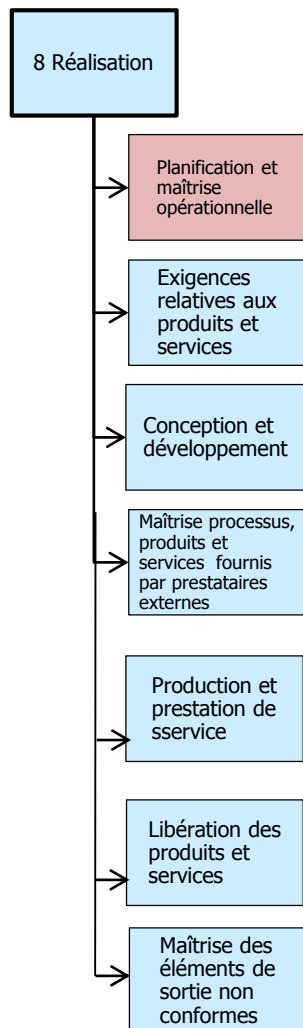 8 Réalisation
Planification et
maîtrise
opérationnelle
Exigences
relatives aux
produits et
services
Conception et
développement
Maîtrise processus,
produits et
services fournis
par prestataires
externes
Production et
prestation de
sservice
Libération des
produits et
services
Maîtrise des
éléments de
sortie non
conformes